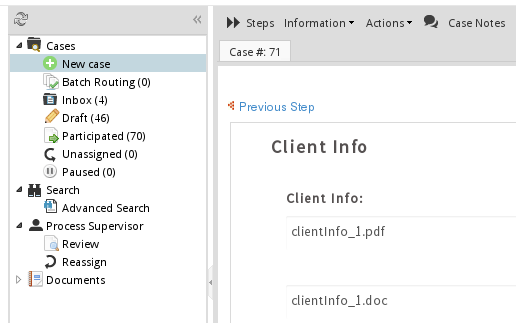 Cases
New case
Batch Routing (0)
Inbox (4)
Draft (46)
Participated (70)
Unassigned (0)
Paused (0)
Search
Advanced Search
Process Supervisor
Review
Reassign
Documents
Steps Information Actions Case Notes
Case #: 71
Previous Step
Client Info
Client Info:
clientInfo_1.pdf
clientInfo_1.doc